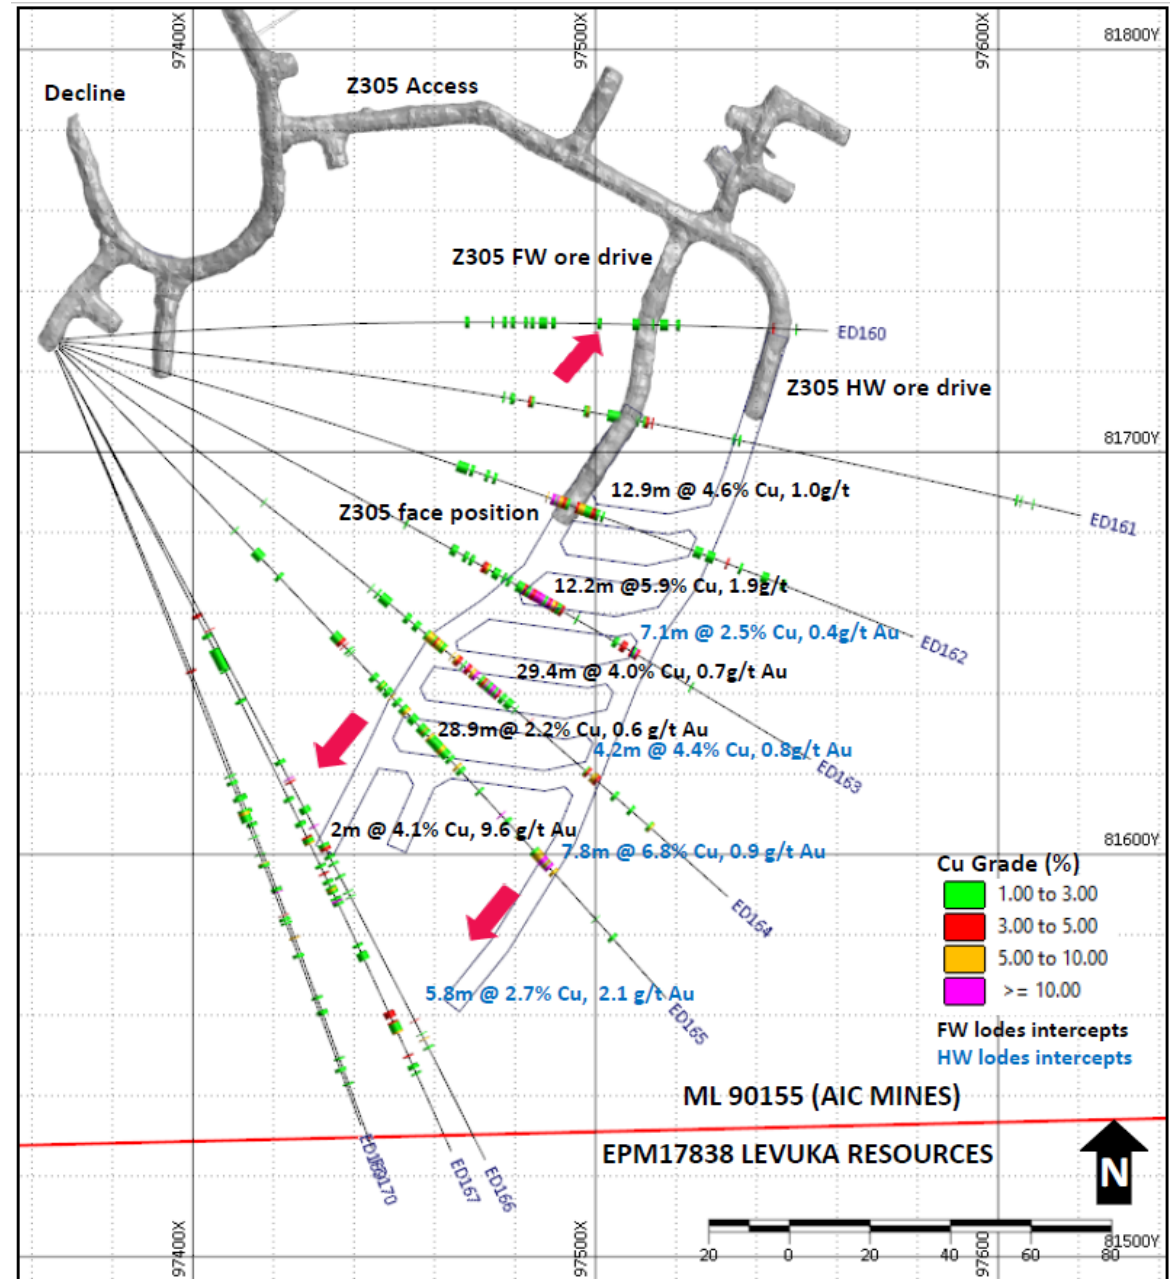 97400X
97500X
97600X
81800Y
Decline
Z305 Access
Z305 FW ore drive
ED160
Z305 HW ore drive
81700Y
12.9m @ 4.6% Cu, 1.0g/t
Z305 face position
ED161
12.2m @5.9% Cu, 1.9g/t
7.1m @ 2.5% Cu, 0.4g/t Au
ED162
29.4m @ 4.0% Cu, 0.7g/t Au
28.9m@ 2.2% Cu, 0.6 g/t Au
4.2m @ 4.4% Cu, 0.8g/t Au
ED163
2m @ 4.1% Cu, 9.6 g/t Au
7.8m @ 6.8% Cu, 0.9 g/t Au
81600Y
Cu Grade (%)
1.00 to 3.00
3.00 to 5.00
5.00 to 10.00
>= 10.00
ED164
5.8m @ 2.7% Cu, 2.1 g/t Au
ED165
FW lodes intercepts
HW lodes intercepts
ML 90155 (AIC MINES)
EPM17838 LEVUKA RESOURCES
ED167
ED166
N
97400X
97500X
97600X
81500Y
20 0 20 40 60 80